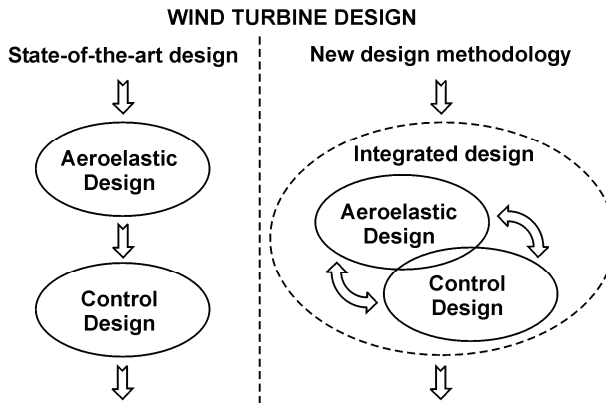 WIND TURBINE DESIGN
State-of-the-art design
Aeroelastic
Design
Control
Design
New design methodology
Integrated design
Aeroelastic
Design
Control
Design